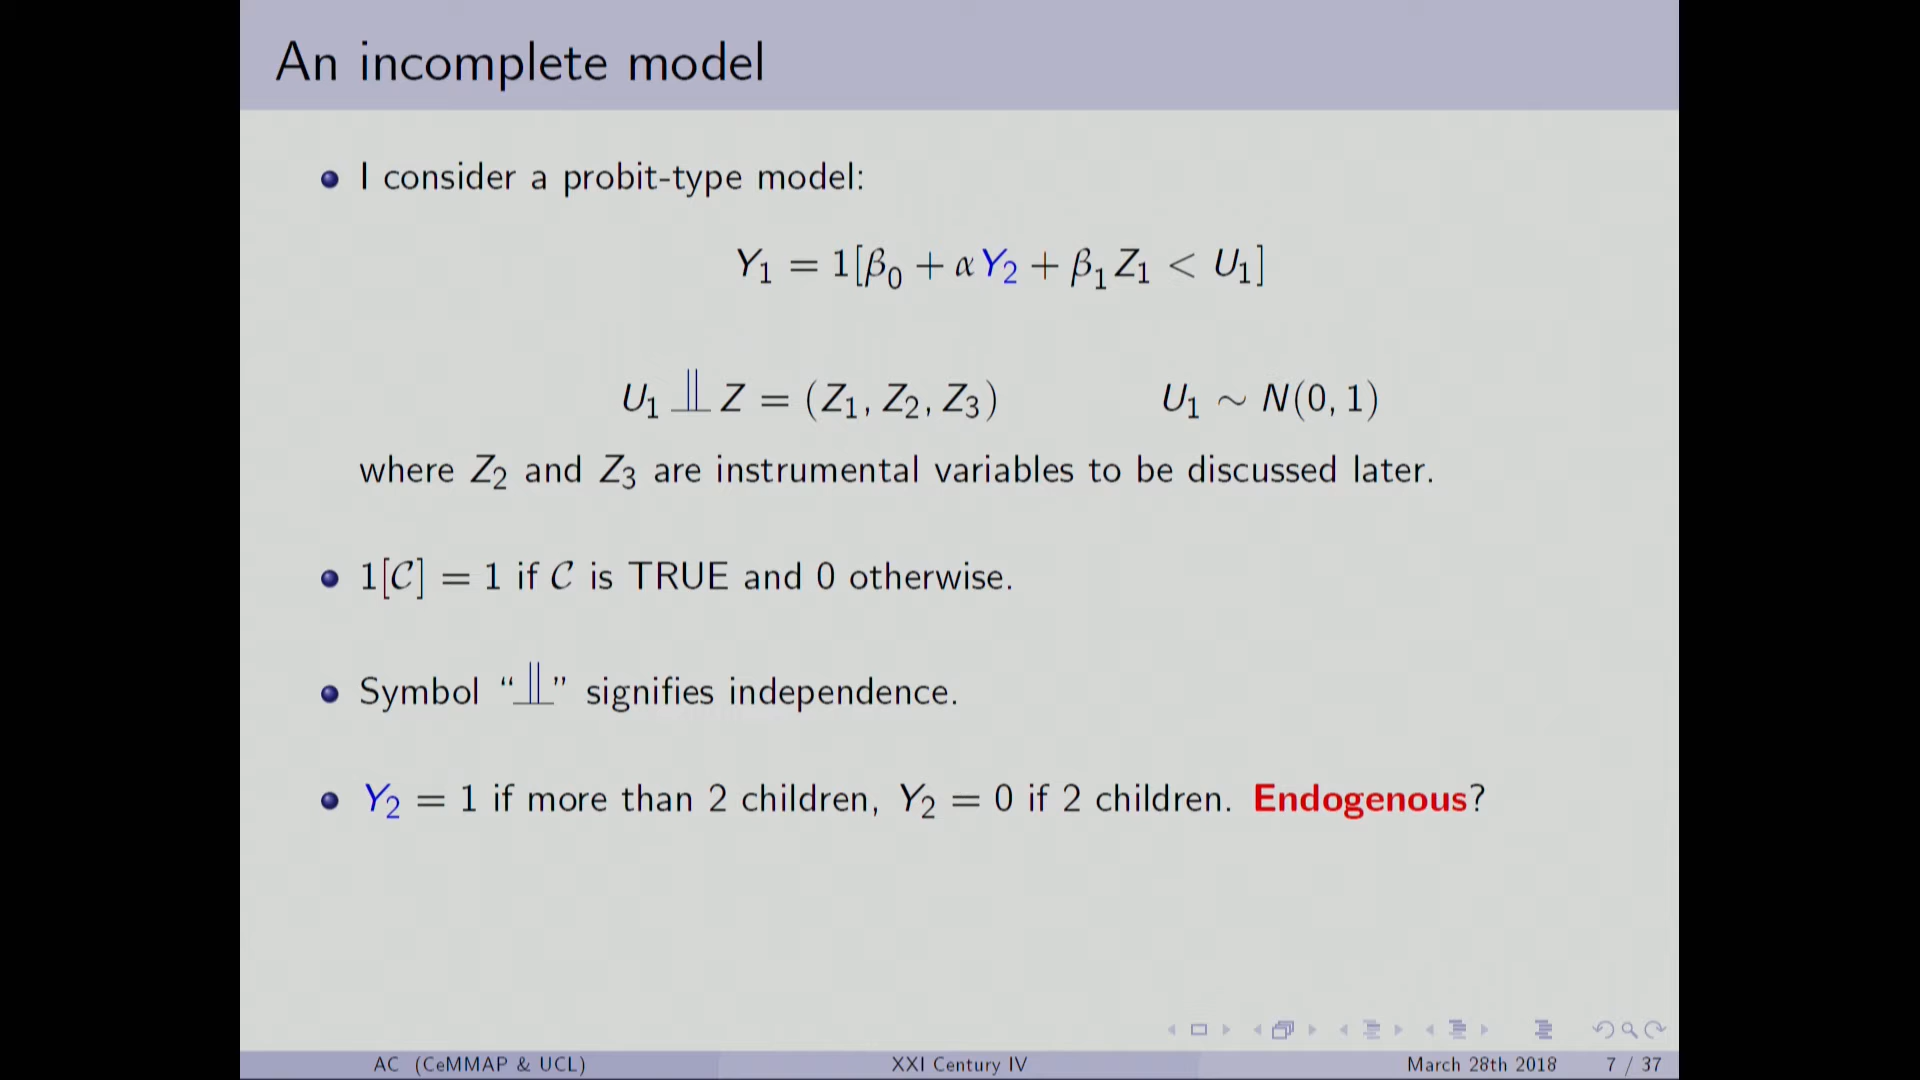 An incomplete model
I consider a probit-type model:
Y₁ = 1[β₀ + αY₂ + β₁Z₁ < U₁]
U₁ ⫫ Z = (Z₁, Z₂, Z₃) U₁ ∼ N(0, 1)
where Z₂ and Z₃ are instrumental variables to be discussed later.
1[𝒞] = 1 if 𝒞 is TRUE and 0 otherwise.
Symbol “⫫” signifies independence.
Y₂ = 1 if more than 2 children, Y₂ = 0 if 2 children. Endogenous?
AC (CeMMAP & UCL) XXI Century IV March 28th 2018 7 / 37